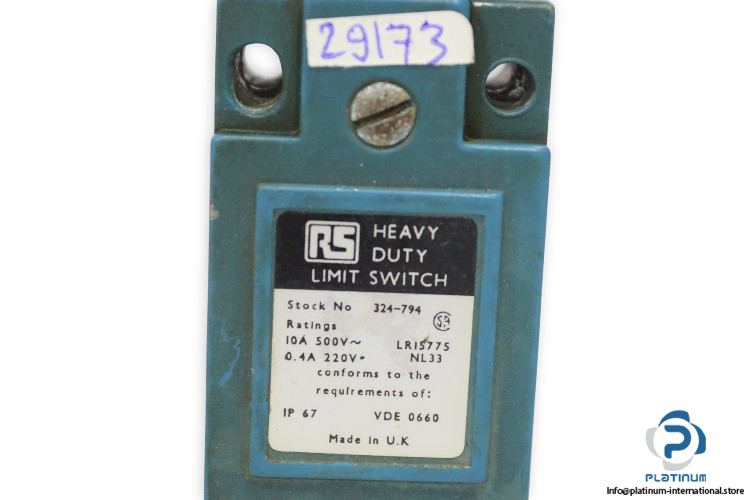 29173
RS HEAVY
DUTY
LIMIT SWITCH
Stock No 324-794
Ratings SA
10A 500V~ LR15775
0.4A 220V= NL33
conforms to the
requirements of:
IP 67 VDE 0660
Made in U.K
PLATINUM
Info@platinum-international.store